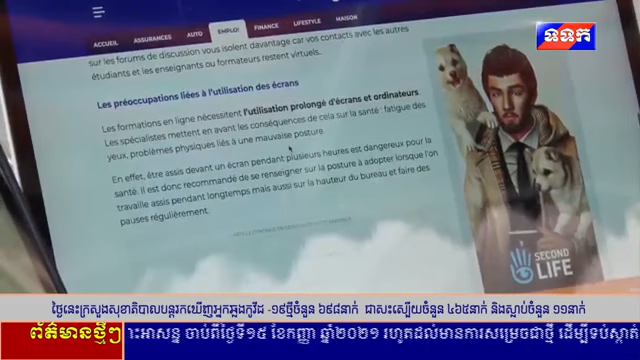 ទទក
ACCUEIL ASSURANCES AUTO EMPLOI FINANCE LIFESTYLE MAISON
sur les forums de discussion vous isolent davantage car vos contacts avec les autres
étudiants et les enseignants ou formateurs restent virtuels..
Les préoccupations liées à l'utilisation des écrans
Les formations en ligne nécessitent l'utilisation prolongé d'écrans et ordinateurs.
Les spécialistes mettent en avant les conséquences de cela sur la santé : fatigue des
yeux, problèmes physiques liés à une mauvaise posture.
En effet, être assis devant un écran pendant plusieurs heures est dangereux pour la
santé. Il est donc recommandé de se renseigner sur la posture à adopter lorsque l'on
travaille assis pendant longtemps mais aussi sur la hauteur du bureau et faire des
pauses régulièrement.
SECOND
LIFE
ថ្ងៃនេះក្រសួងសុខាភិបាលបន្តរកឃើញអ្នកឆ្លងកូវីដ -១៩ថ្មីចំនួន ៦៩៨នាក់ ជាសះស្បើយចំនួន ៤៦៥នាក់ និងស្លាប់ចំនួន ១១នាក់
ព័ត៌មានថ្មីៗ
ះអាសន្ន ចាប់ពីថ្ងៃទី១៥ ខែកញ្ញា ឆ្នាំ២០២១ រហូតដល់មានការសម្រេចជាថ្មី ដើម្បីទប់ស្កាត់